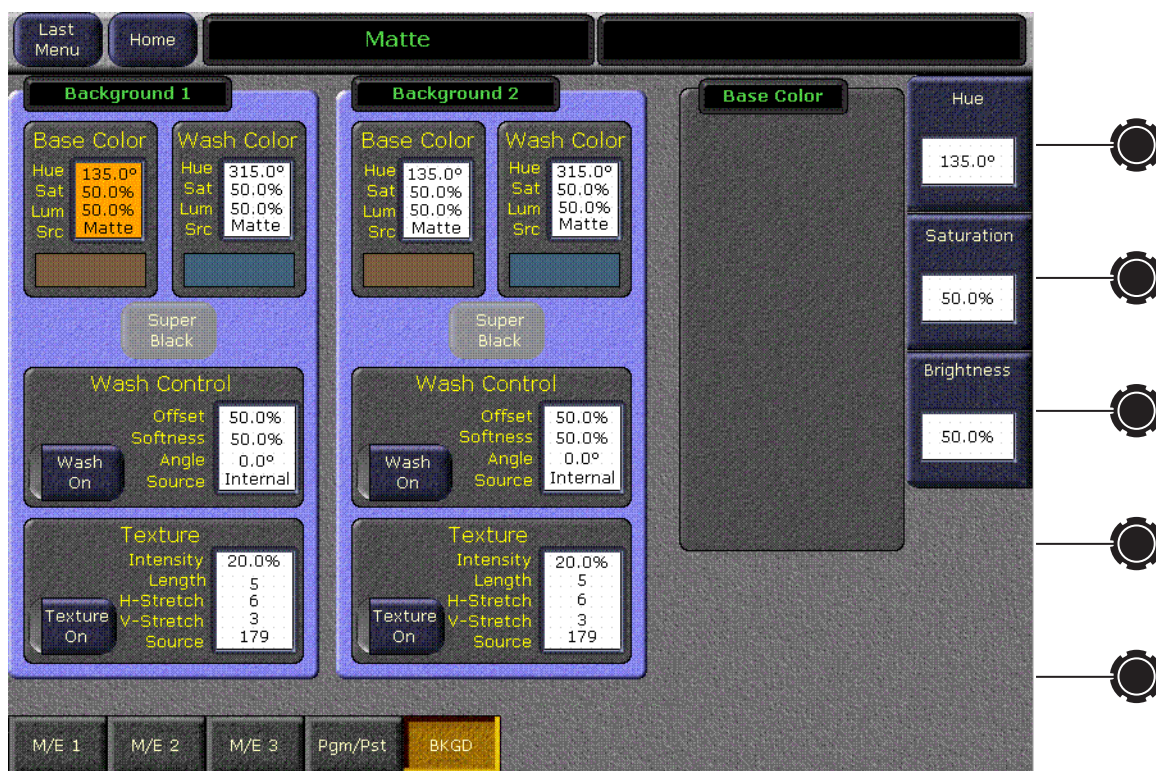 Last Menu
Home
Matte
Background 1
Base Color
Hue 135.0°
Sat 50.0%
Lum 50.0%
Src Matte
Wash Color
Hue 315.0°
Sat 50.0%
Lum 50.0%
Src Matte
Super Black
Wash Control
Offset 50.0%
Softness 50.0%
Angle 0.0°
Source Internal
Wash On
Texture
Intensity 20.0%
Length 5
H-Stretch 6
V-Stretch 3
Source 179
Texture On
Background 2
Base Color
Hue 135.0°
Sat 50.0%
Lum 50.0%
Src Matte
Wash Color
Hue 315.0°
Sat 50.0%
Lum 50.0%
Src Matte
Super Black
Wash Control
Offset 50.0%
Softness 50.0%
Angle 0.0°
Source Internal
Wash On
Texture
Intensity 20.0%
Length 5
H-Stretch 6
V-Stretch 3
Source 179
Texture On
Base Color
Hue
135.0°
Saturation
50.0%
Brightness
50.0%
M/E 1
M/E 2
M/E 3
Pgm/Pst
BKGD